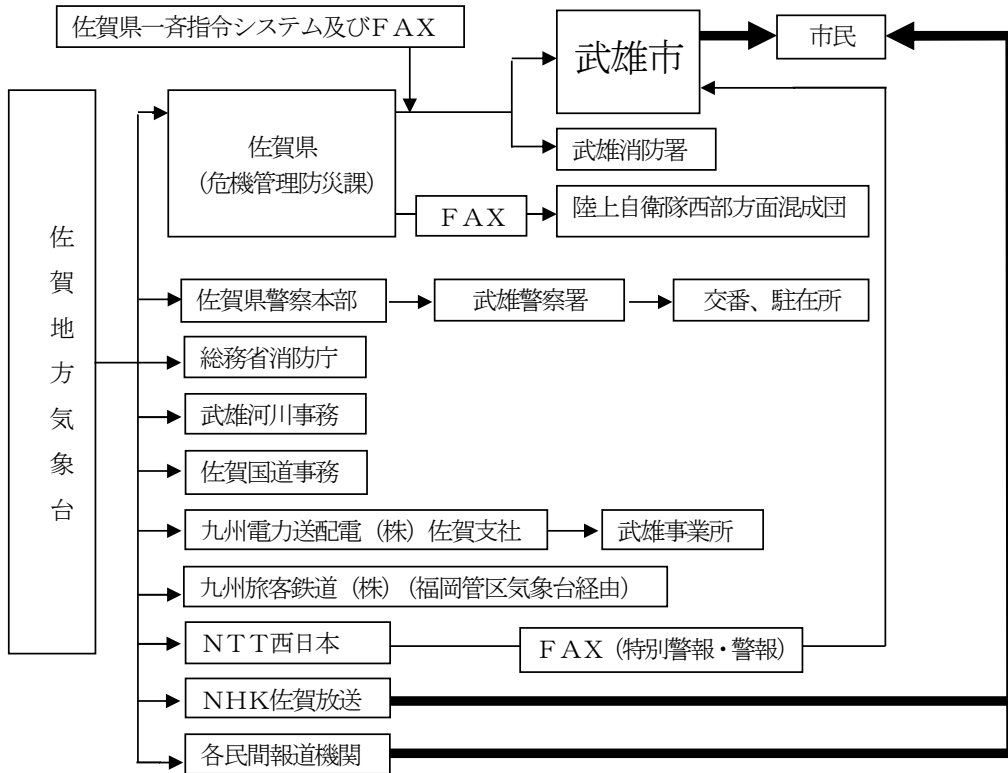 佐賀県一斉指令システム及びＦＡＸ
武雄市
市民
佐賀県
（危機管理防災課）
武雄消防署
ＦＡＸ
陸上自衛隊西部方面混成団
佐賀地方気象台
佐賀県警察本部
武雄警察署
交番、駐在所
総務省消防庁
武雄河川事務
佐賀国道事務
九州電力送配電（株）佐賀支社
武雄事業所
九州旅客鉄道（株）（福岡管区気象台経由）
ＮＴＴ西日本
ＦＡＸ（特別警報・警報）
ＮＨＫ佐賀放送
各民間報道機関